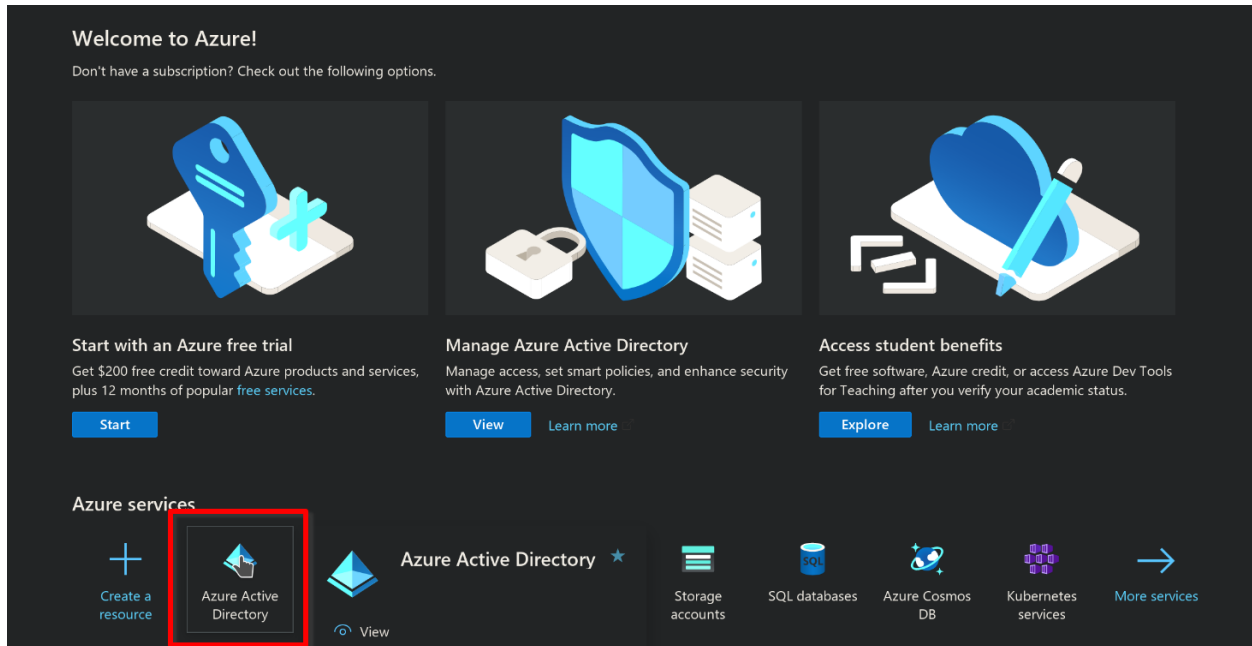 Welcome to Azure!
Don't have a subscription? Check out the following options.
Start with an Azure free trial
Get $200 free credit toward Azure products and services,
plus 12 months of popular free services.
Start
Manage Azure Active Directory
Manage access, set smart policies, and enhance security
with Azure Active Directory.
View
Learn more
Access student benefits
Get free software, Azure credit, or access Azure Dev Tools
for Teaching after you verify your academic status.
Explore
Learn more
Azure services
Create a
resource
Azure Active
Directory
Azure Active Directory
View
Storage
accounts
SQL
SQL databases
Azure Cosmos
DB
Kubernetes
services
More services